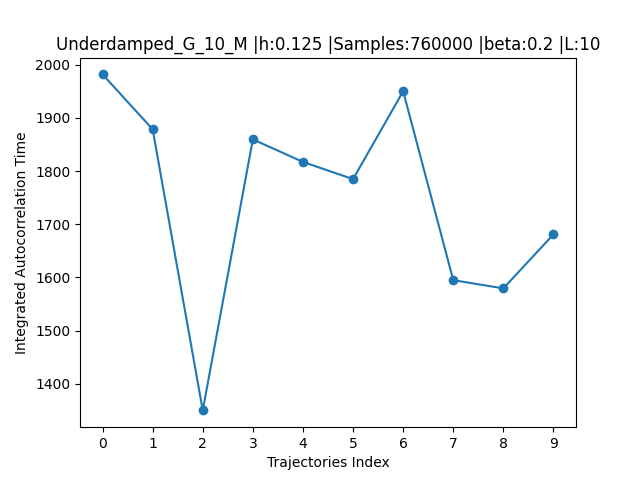 Underdamped_G_10_M |h:0.125 |Samples:760000 |beta:0.2 |L:10
2000
1900
1800
1700
1600
1500
1400
Integrated Autocorrelation Time
0 1 2 3 4 5 6 7 8 9
Trajectories Index